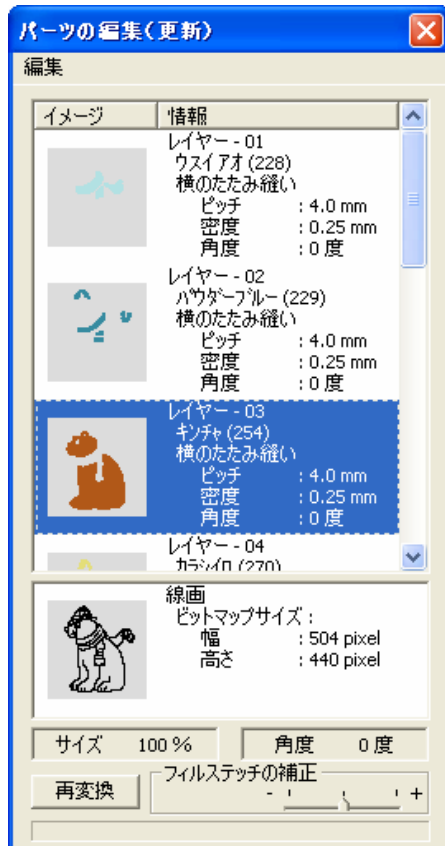 パーツの編集(更新)
編集
イメージ 情報
レイヤー - 01
ウスイ アオ (228)
横のたたみ縫い
ピッチ : 4.0 mm
密度 : 0.25 mm
角度 : 0 度
レイヤー - 02
パウダーブルー (229)
横のたたみ縫い
ピッチ : 4.0 mm
密度 : 0.25 mm
角度 : 0 度
レイヤー - 03
キンチャ (254)
横のたたみ縫い
ピッチ : 4.0 mm
密度 : 0.25 mm
角度 : 0 度
レイヤー - 04
カラシイロ (270)
線画
ビットマップサイズ :
幅 : 504 pixel
高さ : 440 pixel
サイズ 100 % 角度 0 度
再変換 フィルステッチの補正
- +